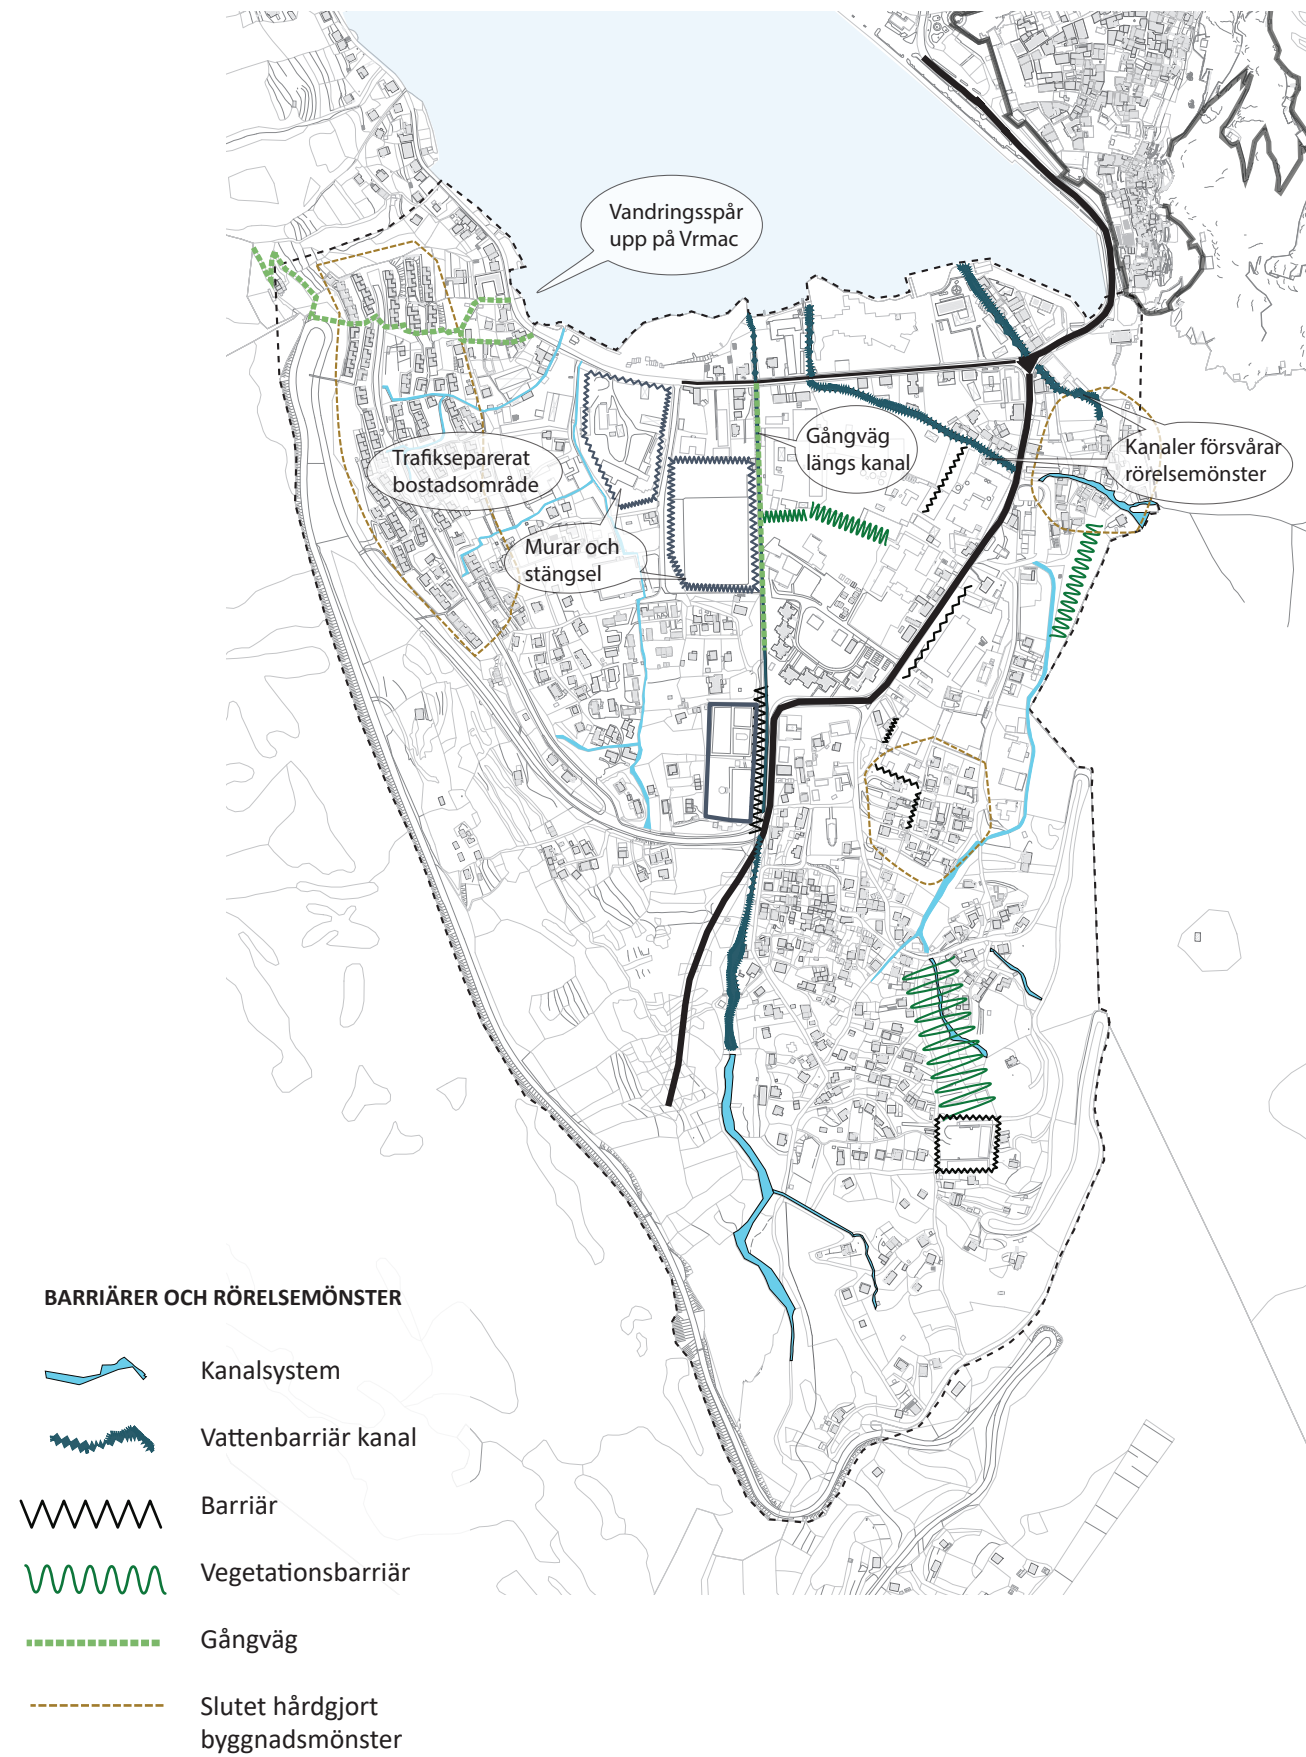 Vandringsspår
upp på Vrmac
Gångväg
längs kanal
Kanaler försvårar
rörelsemönster
Trafikseparerat
bostadsområde
Murar och
stängsel
BARRIÄRER OCH RÖRELSEMÖNSTER
Kanalsystem
Vattenbarriär kanal
Barriär
Vegetationsbarriär
Gångväg
Slutet hårdgjort
byggnadsmönster